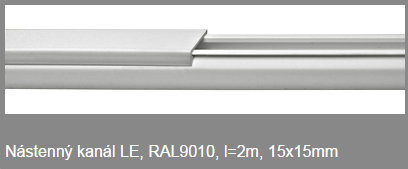 Nástenný kanál LE, RAL9010, l=2m, 15x15mm